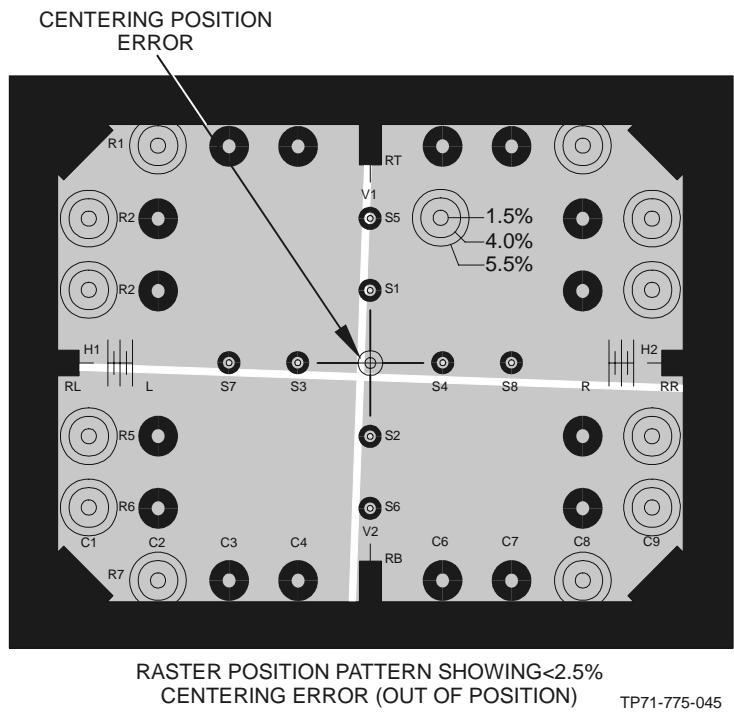 CENTERING POSITION
ERROR
R1
RT
V1
R2
S5
1.5%
4.0%
5.5%
R2
S1
H1
H2
RL
L
S7
S3
S4
S8
R
RR
R5
S2
R6
S6
V2
C1
C2
C3
C4
C6
C7
C8
C9
R7
RB
RASTER POSITION PATTERN SHOWING<2.5%
CENTERING ERROR (OUT OF POSITION)
TP71-775-045